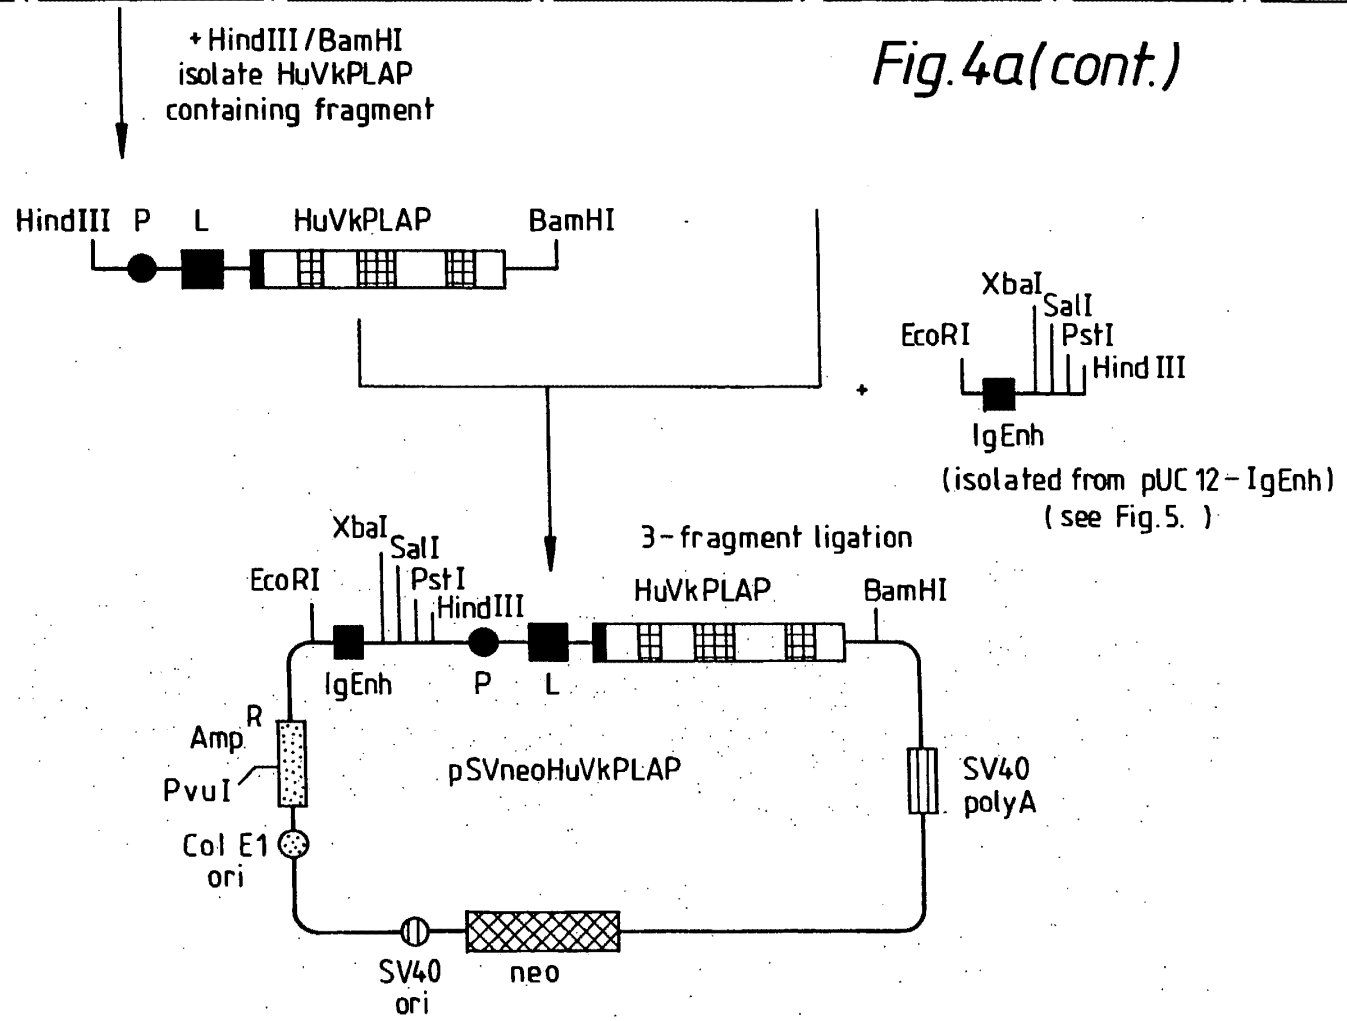 + HindIII/BamHI
isolate HuVkPLAP
containing fragment
Fig.4a(cont.)
HindIII P L HuVkPLAP BamHI
XbaI
SalI
EcoRI PstI
Hind III
+
IgEnh
(isolated from pUC 12-IgEnh)
(see Fig.5. )
3-fragment ligation
XbaI
SalI
EcoRI PstI HuVkPLAP BamHI
HindIII
IgEnh P L
Amp R
PvuI
pSVneoHuVkPLAP
SV40
polyA
Col E1
ori
SV40
ori
neo